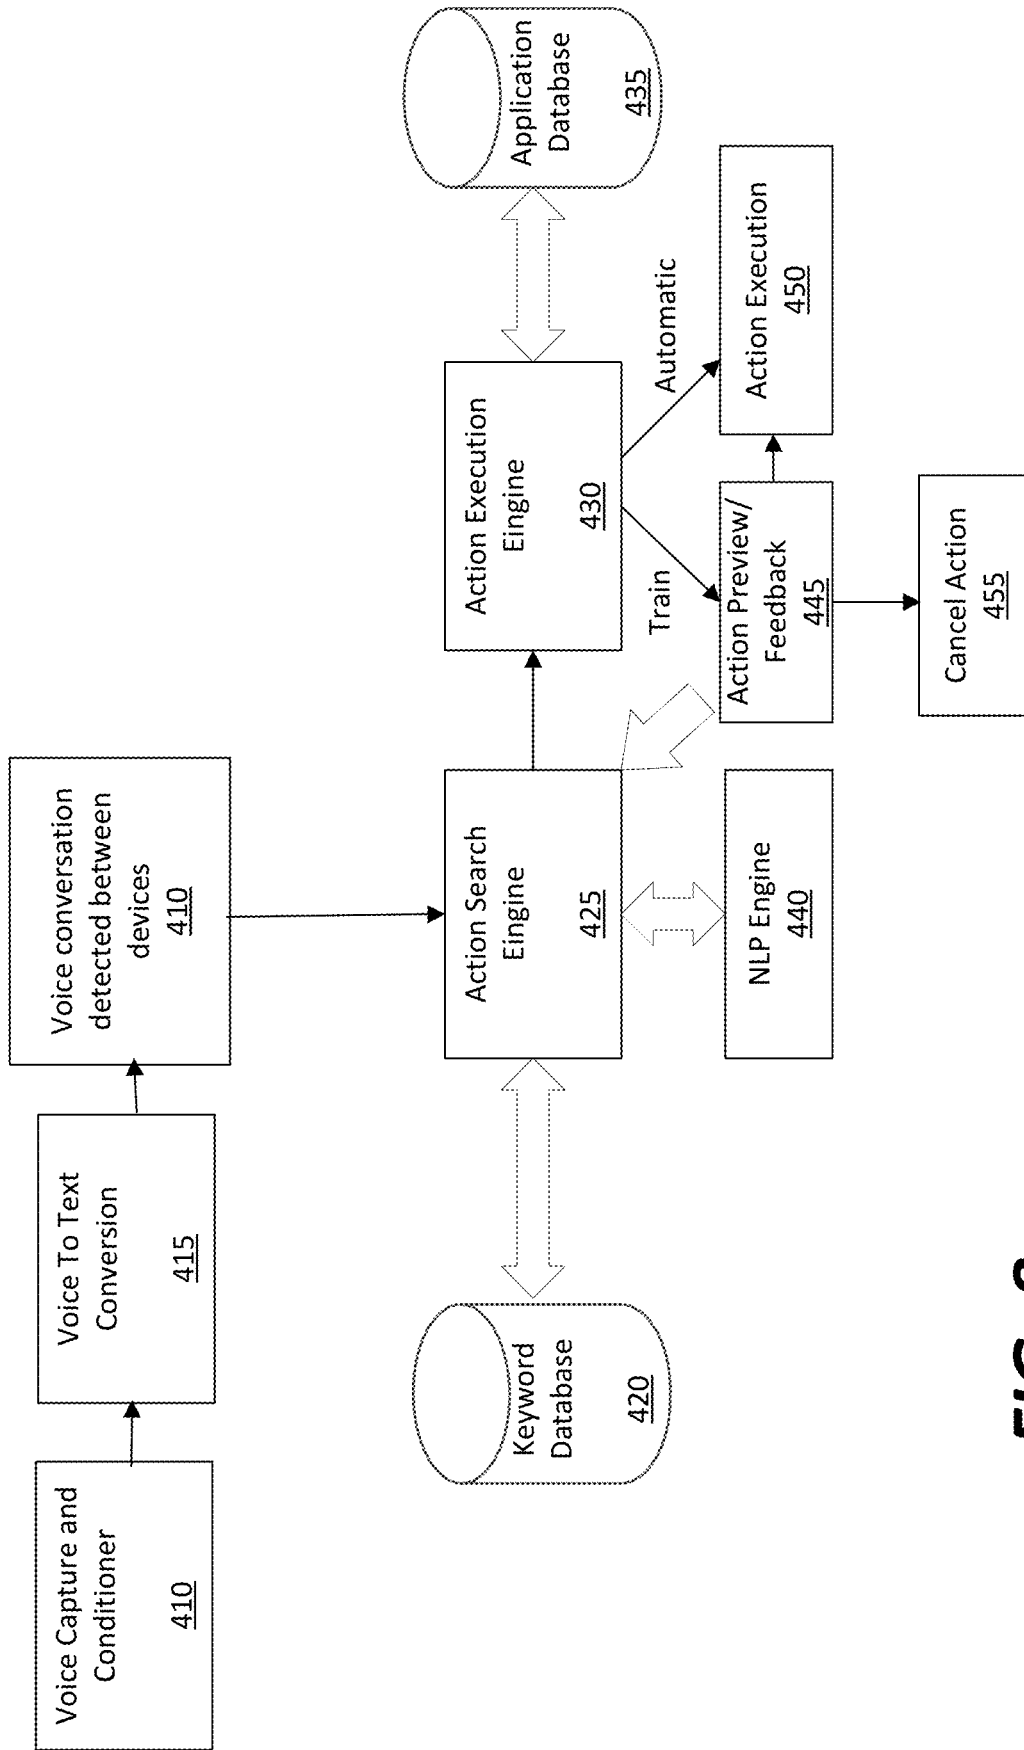 Voice Capture and
Conditioner
410
Voice To Text
Conversion
415
Voice conversation
detected between
devices
410
Keyword
Database
420
Action Search
Eingine
425
Action Execution
Eingine
430
Application
Database
435
Train
Automatic
NLP Engine
440
Action Preview/
Feedback
445
Action Execution
450
Cancel Action
455
FIG.